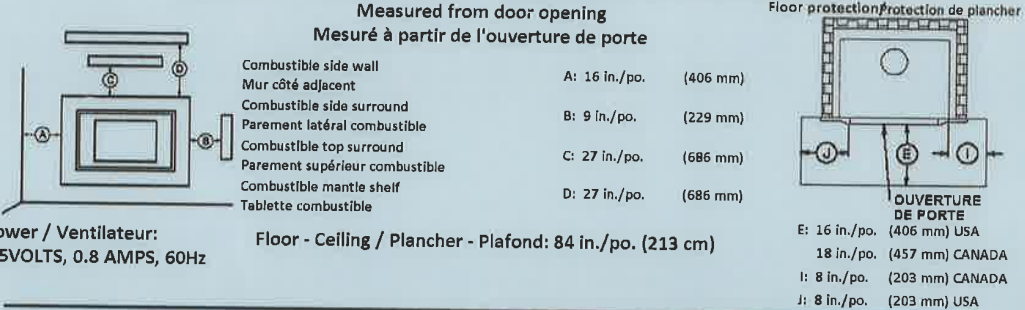 Measured from door opening
Mesuré à partir de l'ouverture de porte
Combustible side wall
Mur côté adjacent
A: 16 in./po. (406 mm)
Combustible side surround
Parement latéral combustible
B: 9 in./po. (229 mm)
Combustible top surround
Parement supérieur combustible
C: 27 in./po. (686 mm)
Combustible mantle shelf
Tablette combustible
D: 27 in./po. (686 mm)
A
B
C
D
ower / Ventilateur:
5VOLTS, 0.8 AMPS, 60Hz
Floor - Ceiling / Plancher - Plafond: 84 in./po. (213 cm)
Floor protection/Protection de plancher
J
E
I
OUVERTURE
DE PORTE
E: 16 in./po. (406 mm) USA
18 in./po. (457 mm) CANADA
I: 8 in./po. (203 mm) CANADA
J: 8 in./po. (203 mm) USA